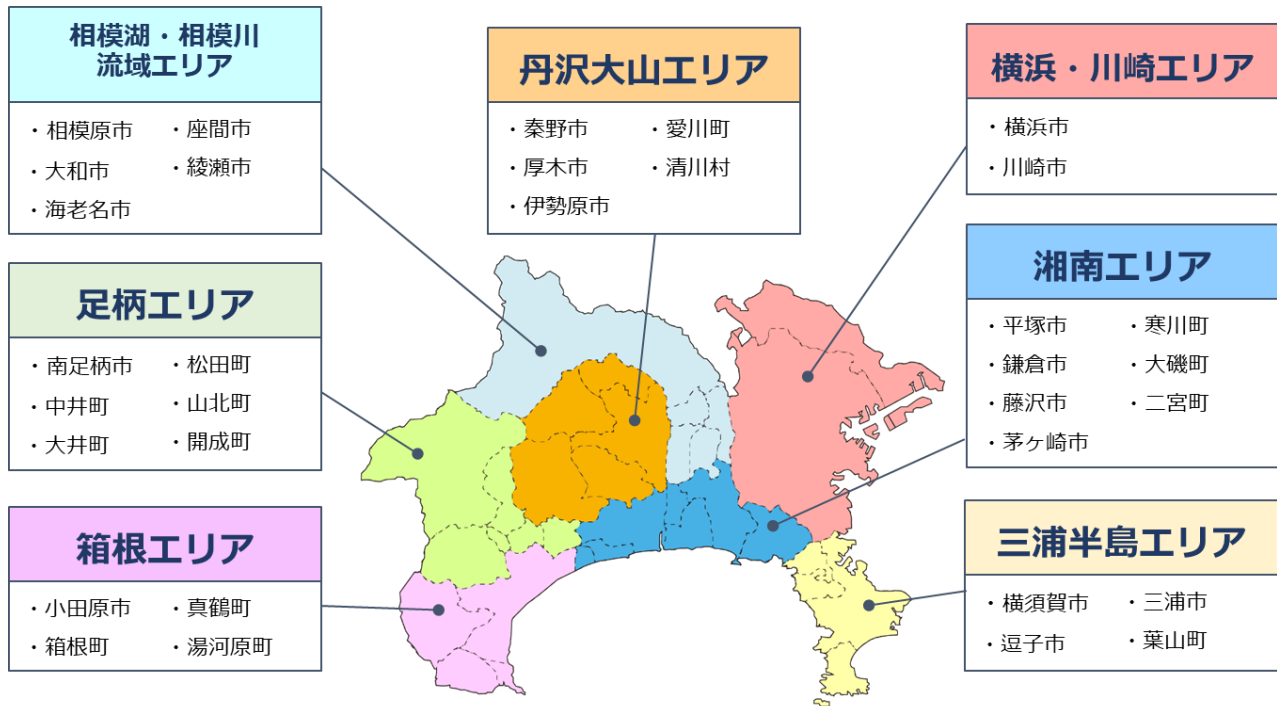 相模湖・相模川
流域エリア
・相模原市 ・座間市
・大和市 ・綾瀬市
・海老名市
丹沢大山エリア
・秦野市 ・愛川町
・厚木市 ・清川村
・伊勢原市
横浜・川崎エリア
・横浜市
・川崎市
足柄エリア
・南足柄市 ・松田町
・中井町 ・山北町
・大井町 ・開成町
湘南エリア
・平塚市 ・寒川町
・鎌倉市 ・大磯町
・藤沢市 ・二宮町
・茅ヶ崎市
箱根エリア
・小田原市 ・真鶴町
・箱根町 ・湯河原町
三浦半島エリア
・横須賀市 ・三浦市
・逗子市 ・葉山町